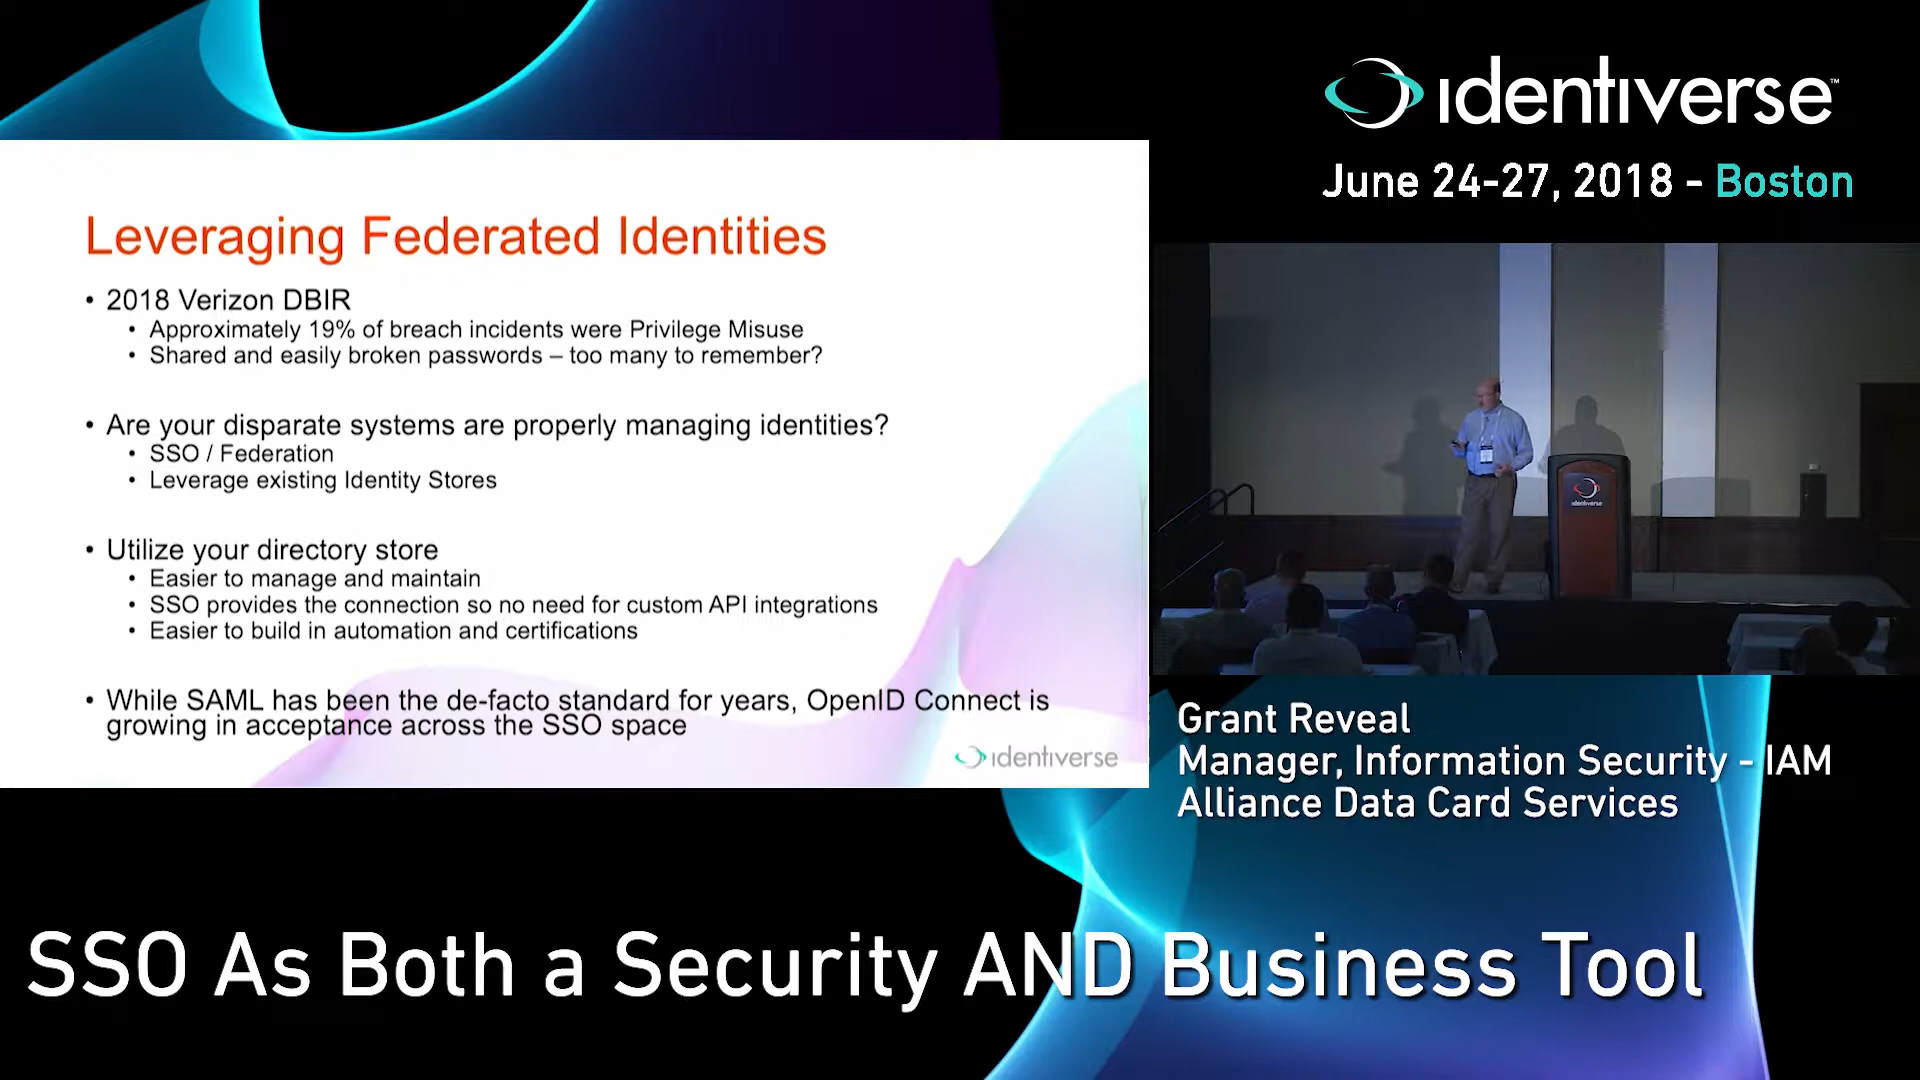 identiverse™
June 24-27, 2018 - Boston
Leveraging Federated Identities
• 2018 Verizon DBIR
• Approximately 19% of breach incidents were Privilege Misuse
• Shared and easily broken passwords – too many to remember?
• Are your disparate systems are properly managing identities?
• SSO / Federation
• Leverage existing Identity Stores
• Utilize your directory store
• Easier to manage and maintain
• SSO provides the connection so no need for custom API integrations
• Easier to build in automation and certifications
• While SAML has been the de-facto standard for years, OpenID Connect is
growing in acceptance across the SSO space
identiverse
identiverse
Grant Reveal
Manager, Information Security - IAM
Alliance Data Card Services
SSO As Both a Security AND Business Tool